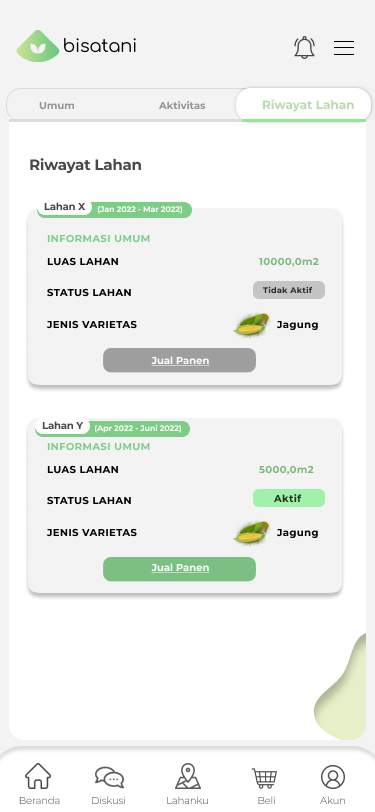 bisatani
Umum Aktivitas Riwayat Lahan
Riwayat Lahan
Lahan X (Jan 2022 - Mar 2022)
INFORMASI UMUM
LUAS LAHAN 10000,0m2
STATUS LAHAN Tidak Aktif
JENIS VARIETAS Jagung
Jual Panen
Lahan Y (Apr 2022 - Juni 2022)
INFORMASI UMUM
LUAS LAHAN 5000,0m2
STATUS LAHAN Aktif
JENIS VARIETAS Jagung
Jual Panen
Beranda Diskusi Lahanku Beli Akun